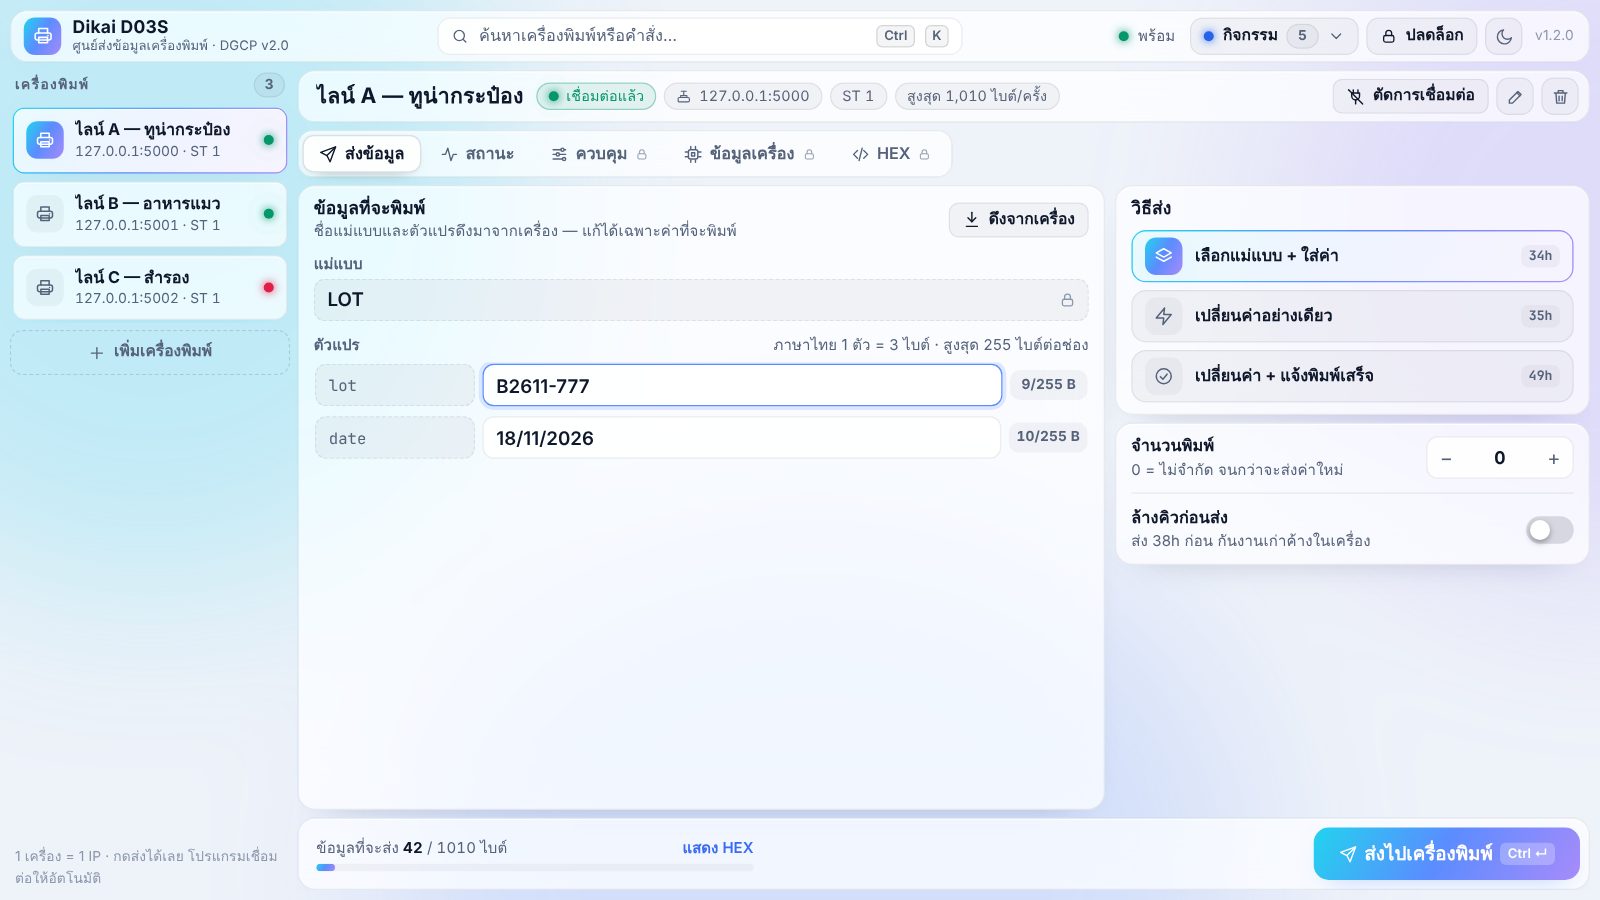 Dikai D03S
ศูนย์ส่งข้อมูลเครื่องพิมพ์ · DGCP v2.0
ค้นหาเครื่องพิมพ์หรือคำสั่ง... Ctrl K
พร้อม
กิจกรรม 5
ปลดล็อก
v1.2.0
เครื่องพิมพ์ 3
ไลน์ A — ทูน่ากระป๋อง
127.0.0.1:5000 · ST 1
ไลน์ B — อาหารแมว
127.0.0.1:5001 · ST 1
ไลน์ C — สำรอง
127.0.0.1:5002 · ST 1
เพิ่มเครื่องพิมพ์
1 เครื่อง = 1 IP · กดส่งได้เลย โปรแกรมเชื่อม
ต่อให้อัตโนมัติ
ไลน์ A — ทูน่ากระป๋อง เชื่อมต่อแล้ว 127.0.0.1:5000 ST 1 สูงสุด 1,010 ไบต์/ครั้ง ตัดการเชื่อมต่อ
ส่งข้อมูล สถานะ ควบคุม ข้อมูลเครื่อง HEX
ข้อมูลที่จะพิมพ์
ชื่อแม่แบบและตัวแปรดึงมาจากเครื่อง — แก้ได้เฉพาะค่าที่จะพิมพ์
ดึงจากเครื่อง
แม่แบบ
LOT
ตัวแปร ภาษาไทย 1 ตัว = 3 ไบต์ · สูงสุด 255 ไบต์ต่อช่อง
lot B2611-777 9/255 B
date 18/11/2026 10/255 B
วิธีส่ง
เลือกแม่แบบ + ใส่ค่า 34h
เปลี่ยนค่าอย่างเดียว 35h
เปลี่ยนค่า + แจ้งพิมพ์เสร็จ 49h
จำนวนพิมพ์
0 = ไม่จำกัด จนกว่าจะส่งค่าใหม่
− 0 +
ล้างคิวก่อนส่ง
ส่ง 38h ก่อน กันงานเก่าค้างในเครื่อง
ข้อมูลที่จะส่ง 42 / 1010 ไบต์ แสดง HEX
ส่งไปเครื่องพิมพ์ Ctrl ↵